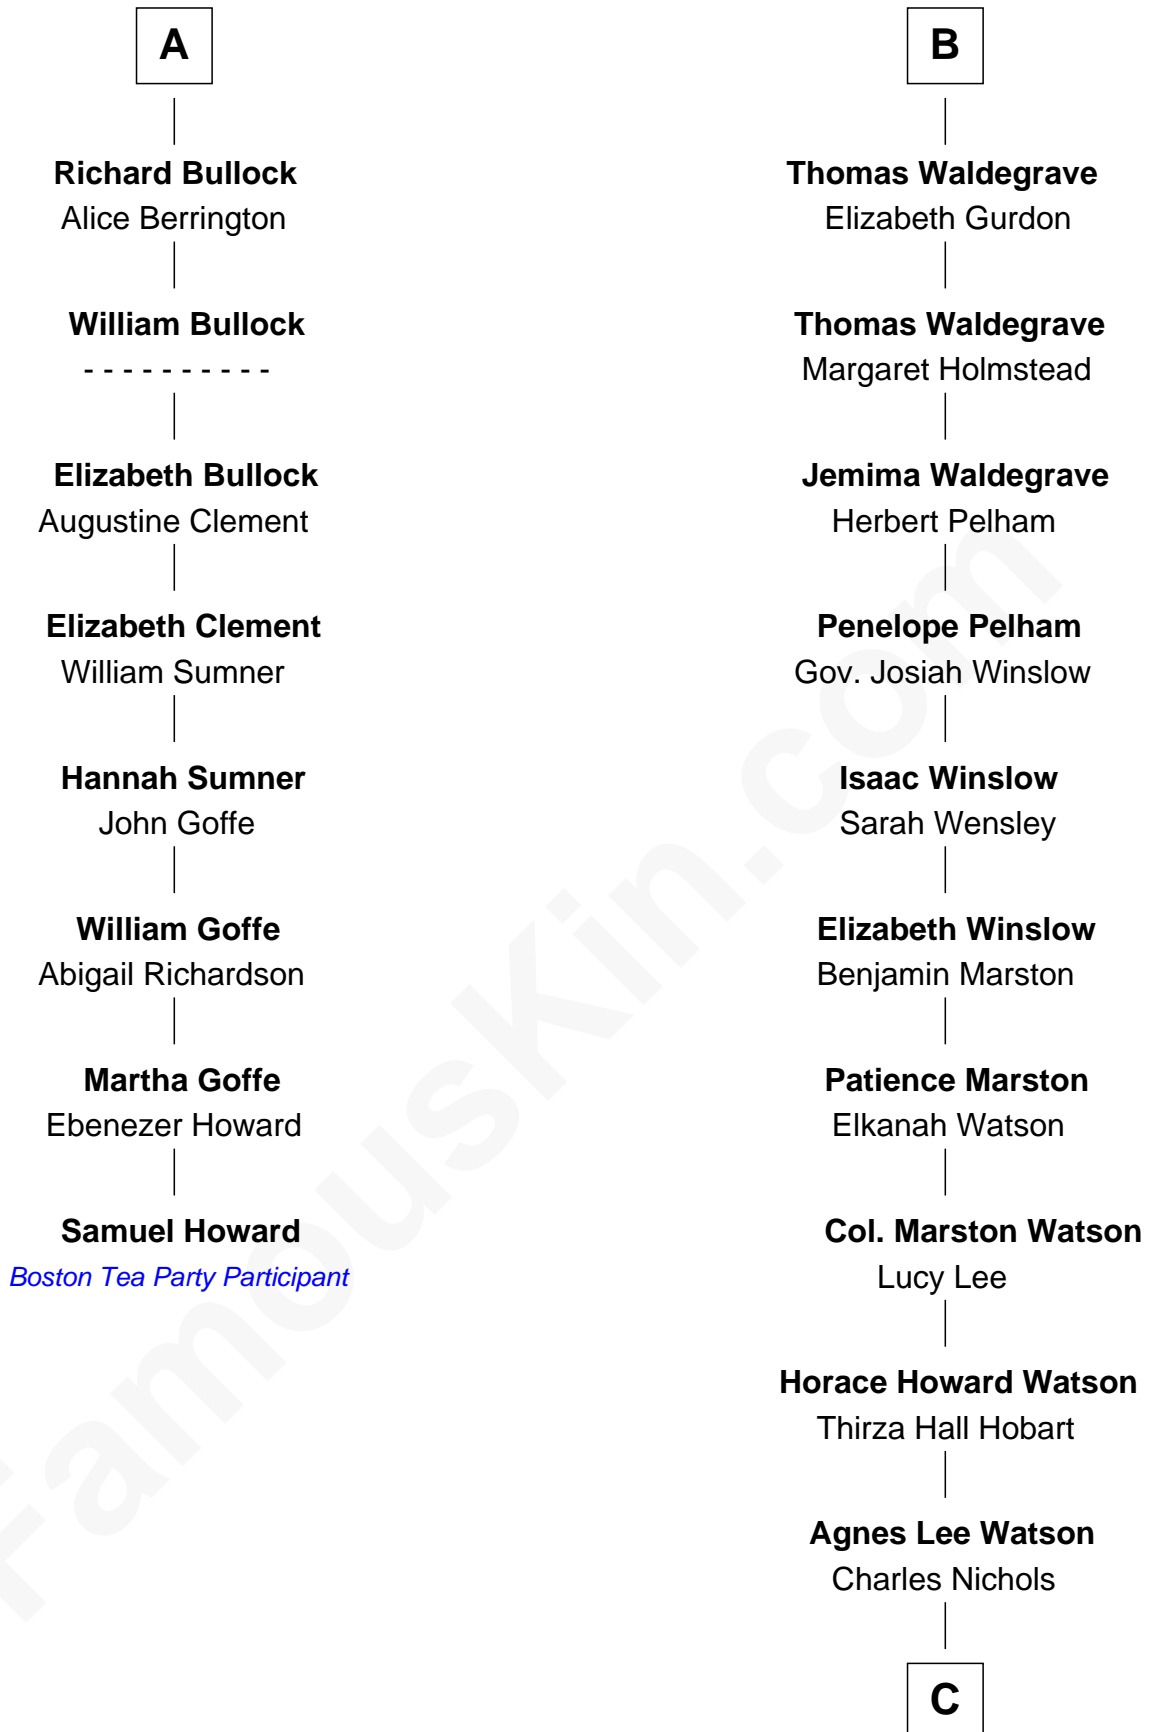 A
Richard Bullock
Alice Berrington
William Bullock
- - - - - - - - - -
Elizabeth Bullock
Augustine Clement
Elizabeth Clement
William Sumner
Hannah Sumner
John Goffe
William Goffe
Abigail Richardson
Martha Goffe
Ebenezer Howard
Samuel Howard
Boston Tea Party Participant
B
Thomas Waldegrave
Elizabeth Gurdon
Thomas Waldegrave
Margaret Holmstead
Jemima Waldegrave
Herbert Pelham
Penelope Pelham
Gov. Josiah Winslow
Isaac Winslow
Sarah Wensley
Elizabeth Winslow
Benjamin Marston
Patience Marston
Elkanah Watson
Col. Marston Watson
Lucy Lee
Horace Howard Watson
Thirza Hall Hobart
Agnes Lee Watson
Charles Nichols
C
FamousKin.com